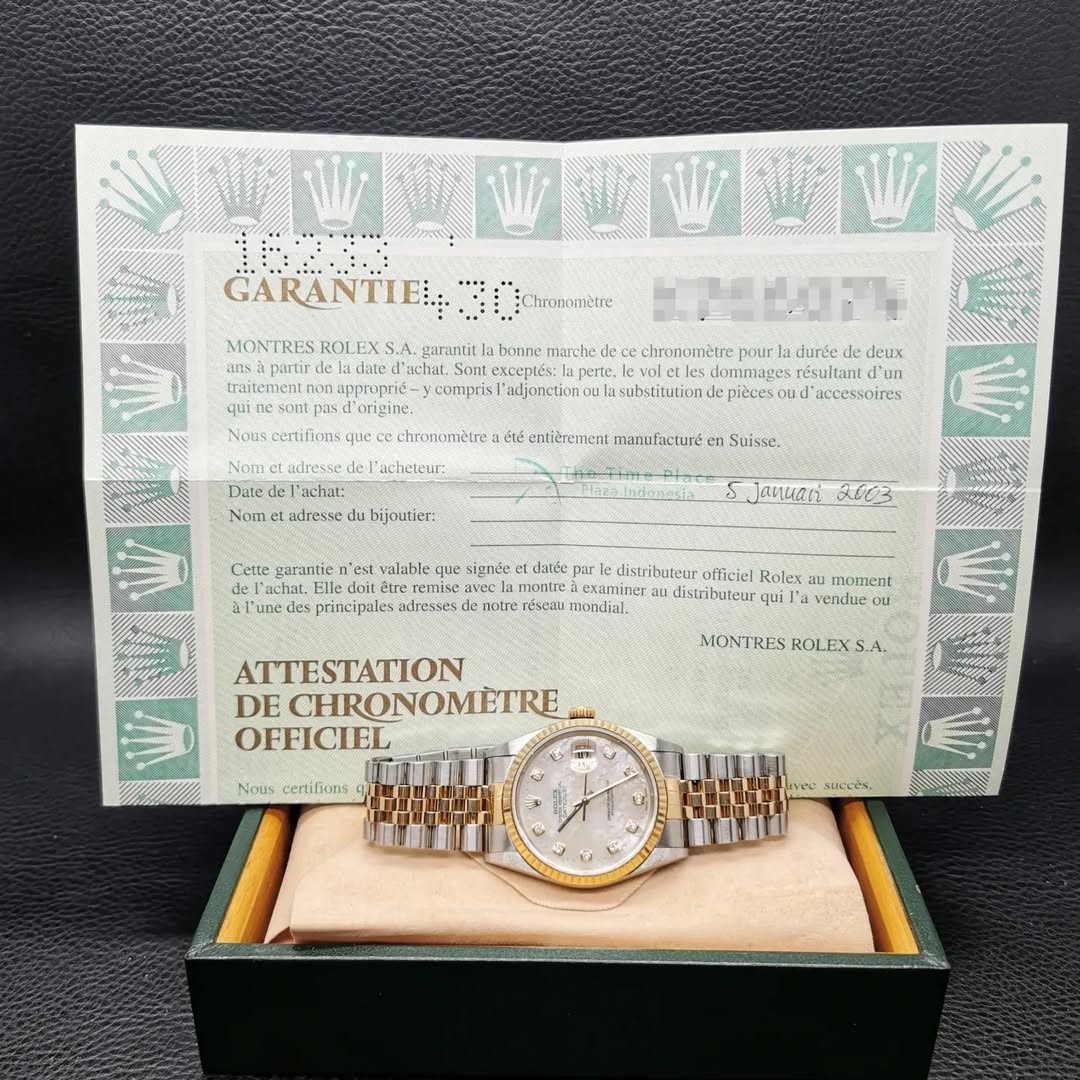 16233
GARANTIE 430 Chronomètre
MONTRES ROLEX S.A. garantit la bonne marche de ce chronomètre pour la durée de deux
ans à partir de la date d'achat. Sont exceptés: la perte, le vol et les dommages résultant d'un
traitement non approprié – y compris l'adjonction ou la substitution de pièces ou d'accessoires
qui ne sont pas d'origine.
Nous certifions que ce chronomètre a été entièrement manufacturé en Suisse.
Nom et adresse de l'acheteur:
The Time Place
Date de l'achat:
Plaza Indonesia 5 Januari 2003
Nom et adresse du bijoutier:
Cette garantie n'est valable que signée et datée par le distributeur officiel Rolex au moment
de l'achat. Elle doit être remise avec la montre à examiner au distributeur qui l'a vendue ou
à l'une des principales adresses de notre réseau mondial.
MONTRES ROLEX S.A.
ATTESTATION
DE CHRONOMÈTRE
OFFICIEL
Nous certifions avec succès.
ROLEX